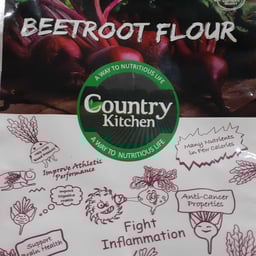 BEETROOT FLOUR
A WAY TO NUTRITIOUS LIFE
Country
Kitchen
A WAY TO NUTRITIOUS LIFE
Many Nutrients
in Few Calories
Improve Athletic
Performance
Anti-Cancer
Properties
Fight
Inflammation
Support
Brain Health